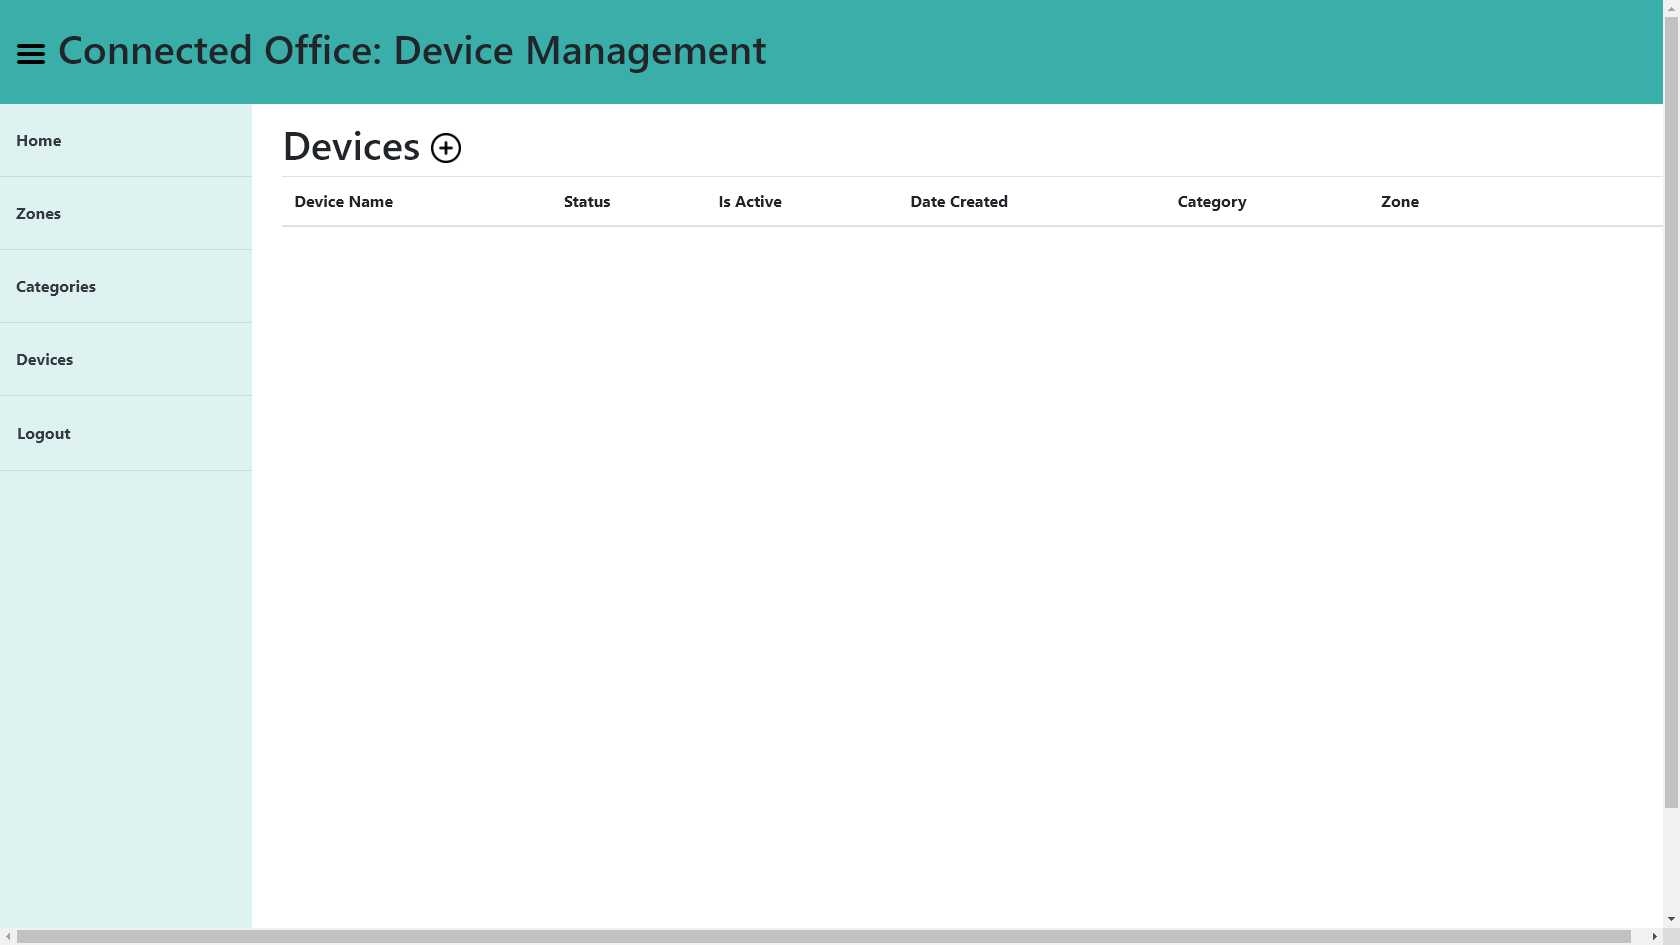 Connected Office: Device Management
Home
Zones
Categories
Devices
Logout
Devices
Device Name Status Is Active Date Created Category Zone